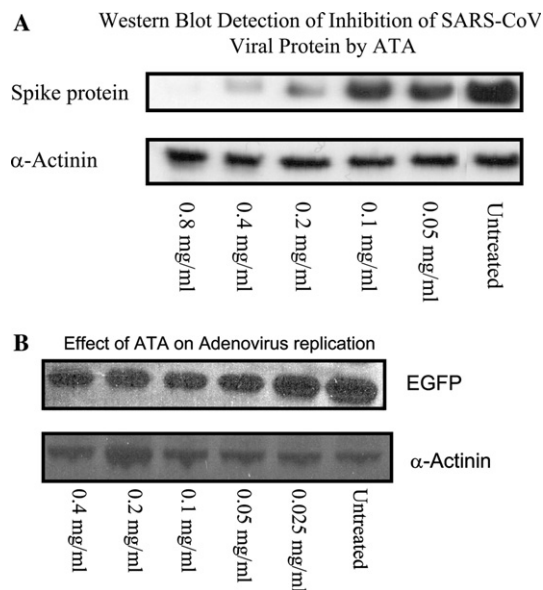 A
Western Blot Detection of Inhibition of SARS-CoV
Viral Protein by ATA
Spike protein
α-Actinin
0.8 mg/ml
0.4 mg/ml
0.2 mg/ml
0.1 mg/ml
0.05 mg/ml
Untreated
B
Effect of ATA on Adenovirus replication
EGFP
α-Actinin
0.4 mg/ml
0.2 mg/ml
0.1 mg/ml
0.05 mg/ml
0.025 mg/ml
Untreated